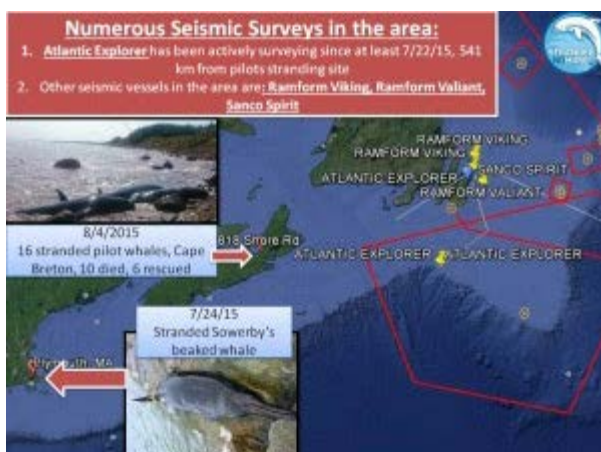 Numerous Seismic Surveys in the area:
1. Atlantic Explorer has been actively surveying since at least 7/22/15, 541
km from pilots stranding site
2. Other seismic vessels in the area are: Ramform Viking, Ramform Valiant,
Sanco Spirit
RAMFORM VIKING
RAMFORM VIKING
SANCO SPIRIT
ATLANTIC EXPLORER
RAMFORM VALIANT
8/4/2015
16 stranded pilot whales, Cape
Breton, 10 died, 6 rescued
818 Shore Rd
ATLANTIC EXPLORER
ATLANTIC EXPLORER
7/24/15
Stranded Sowerby's
beaked whale
Plymouth, MA